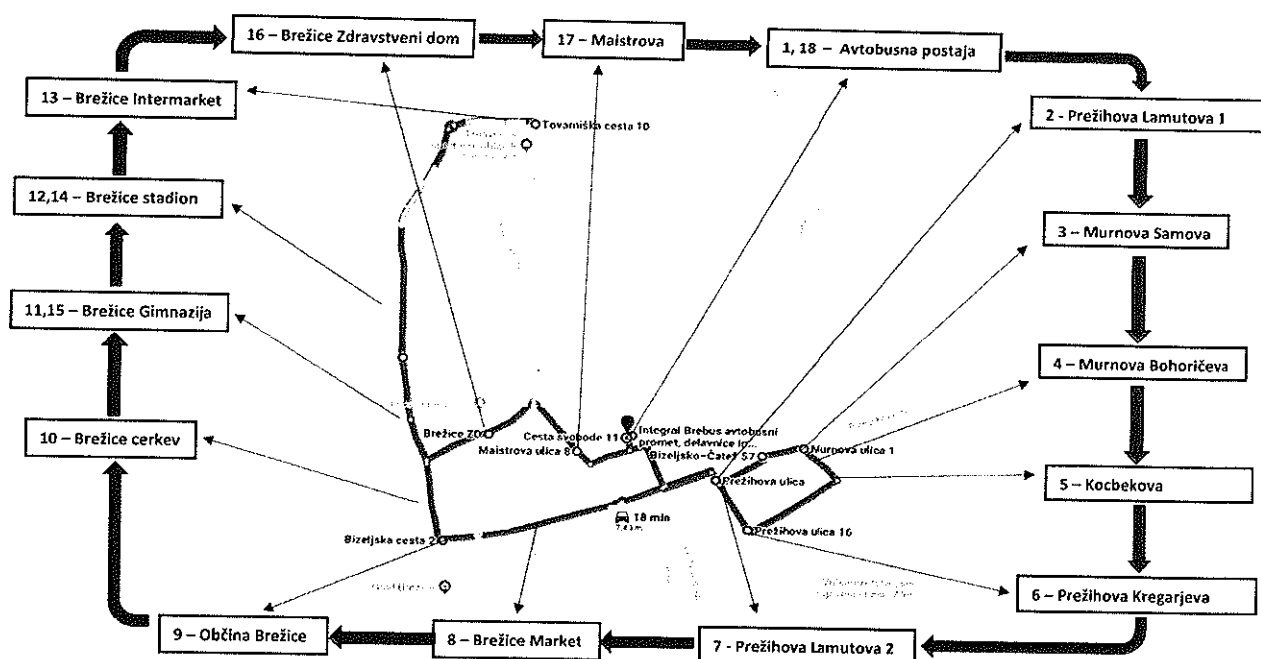 16 – Brežice Zdravstveni dom
17 – Maistrova
1, 18 – Avtobusna postaja
13 – Brežice Intermarket
2 - Prežihova Lamutova 1
Tovarniška cesta 10
12,14 – Brežice stadion
3 – Murnova Samova
11,15 – Brežice Gimnazija
4 – Murnova Bohoričeva
10 – Brežice cerkev
Brežice 20
Cesta svobode 11
Maistrova ulica 8
Integral Brebus avtobusni
promet, delavnice in...
Bizeljsko-Čatež 57
Murnova ulica 1
Prežihova ulica
5 – Kocbekova
18 min
Prežihova ulica 16
Bizeljska cesta 2
6 – Prežihova Kregarjeva
9 – Občina Brežice
8 – Brežice Market
7 - Prežihova Lamutova 2